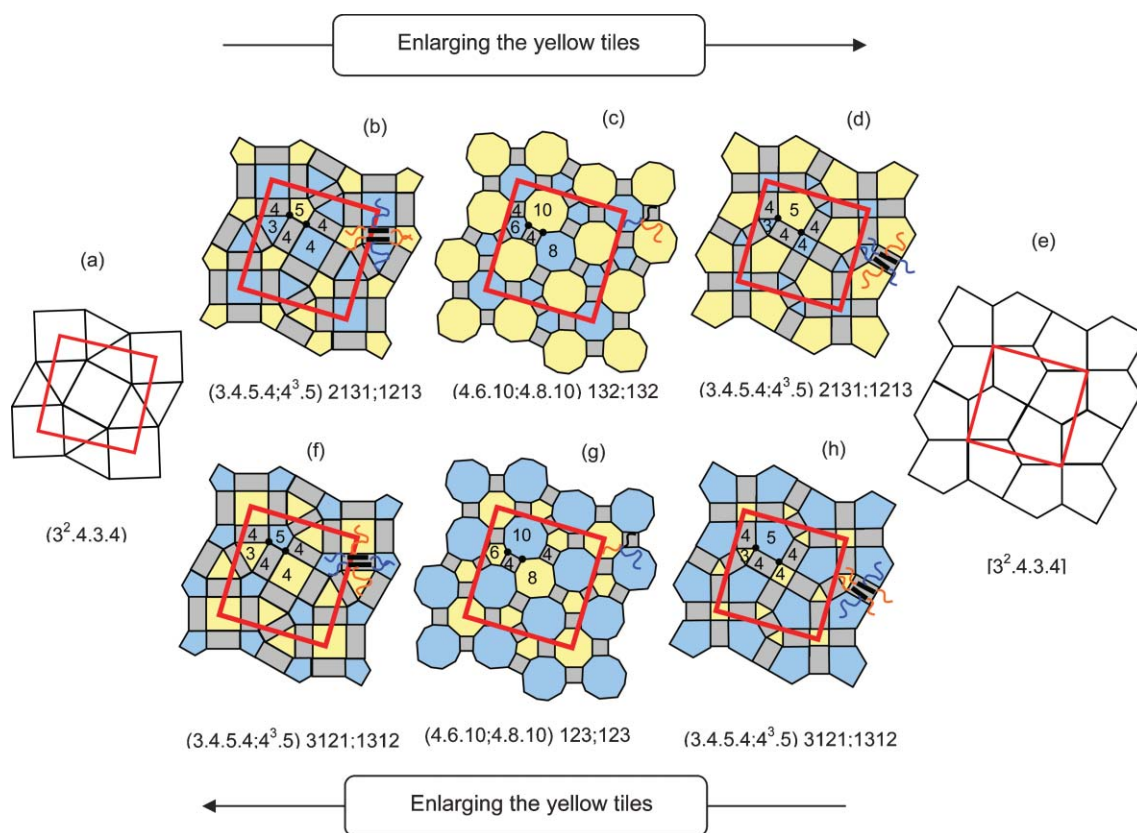 Enlarging the yellow tiles
(b)
(c)
(d)
4 5
3 4 4
4
4 10
6 4
8
4 5
3 4 4
4
(a)
(e)
(3.4.5.4;4³.5) 2131;1213
(4.6.10;4.8.10) 132;132
(3.4.5.4;4³.5) 2131;1213
(f)
(g)
(h)
(3².4.3.4)
[3².4.3.4]
4 5
3 4 4
4
10
6 4 4
8
4 5
3 4 4
4
(3.4.5.4;4³.5) 3121;1312
(4.6.10;4.8.10) 123;123
(3.4.5.4;4³.5) 3121;1312
Enlarging the yellow tiles